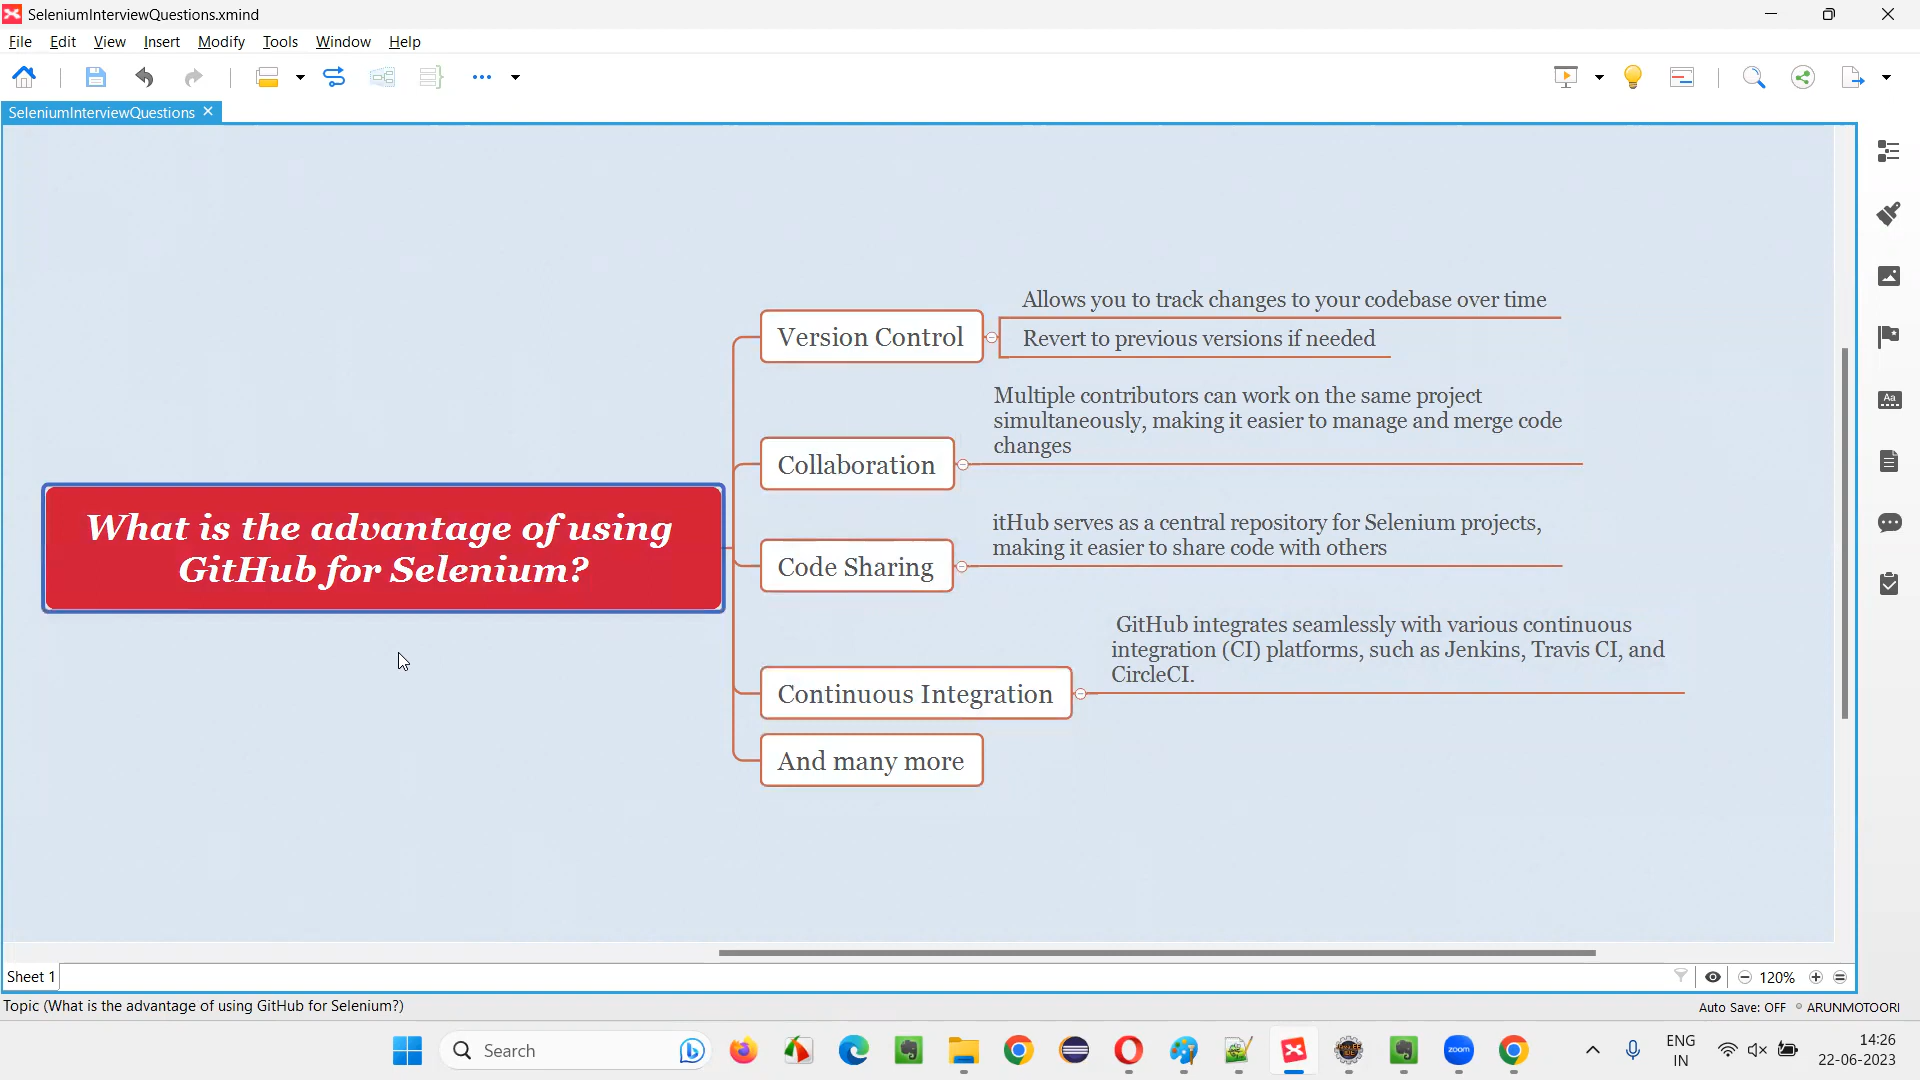 SeleniumInterviewQuestions.xmind
File Edit View Insert Modify Tools Window Help
SeleniumInterviewQuestions
What is the advantage of using
GitHub for Selenium?
Version Control
Allows you to track changes to your codebase over time
Revert to previous versions if needed
Collaboration
Multiple contributors can work on the same project
simultaneously, making it easier to manage and merge code
changes
Code Sharing
itHub serves as a central repository for Selenium projects,
making it easier to share code with others
Continuous Integration
GitHub integrates seamlessly with various continuous
integration (CI) platforms, such as Jenkins, Travis CI, and
CircleCI.
And many more
Aa
Sheet 1
120%
Topic (What is the advantage of using GitHub for Selenium?)
Auto Save: OFF
ARUNMOTOORI
Search
zoom
ENG
IN
14:26
22-06-2023